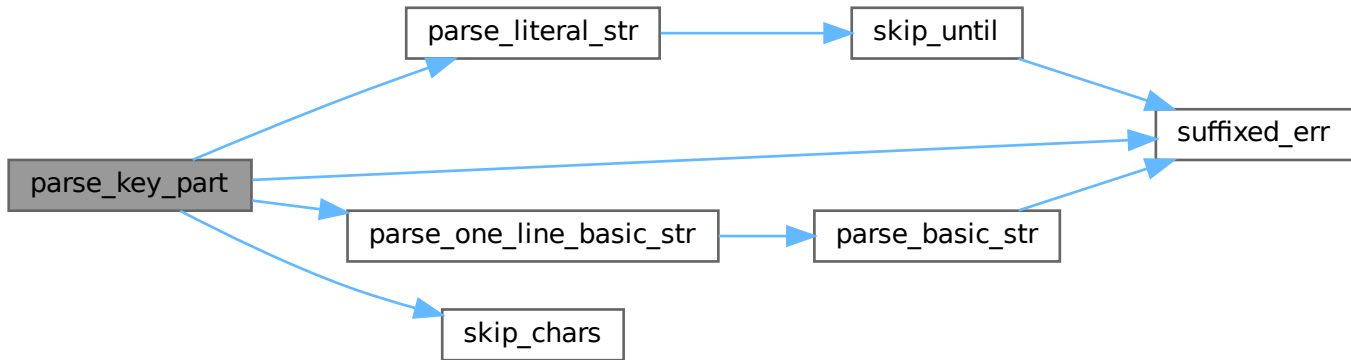 parse_literal_str
skip_until
suffixed_err
parse_key_part
parse_one_line_basic_str
parse_basic_str
skip_chars